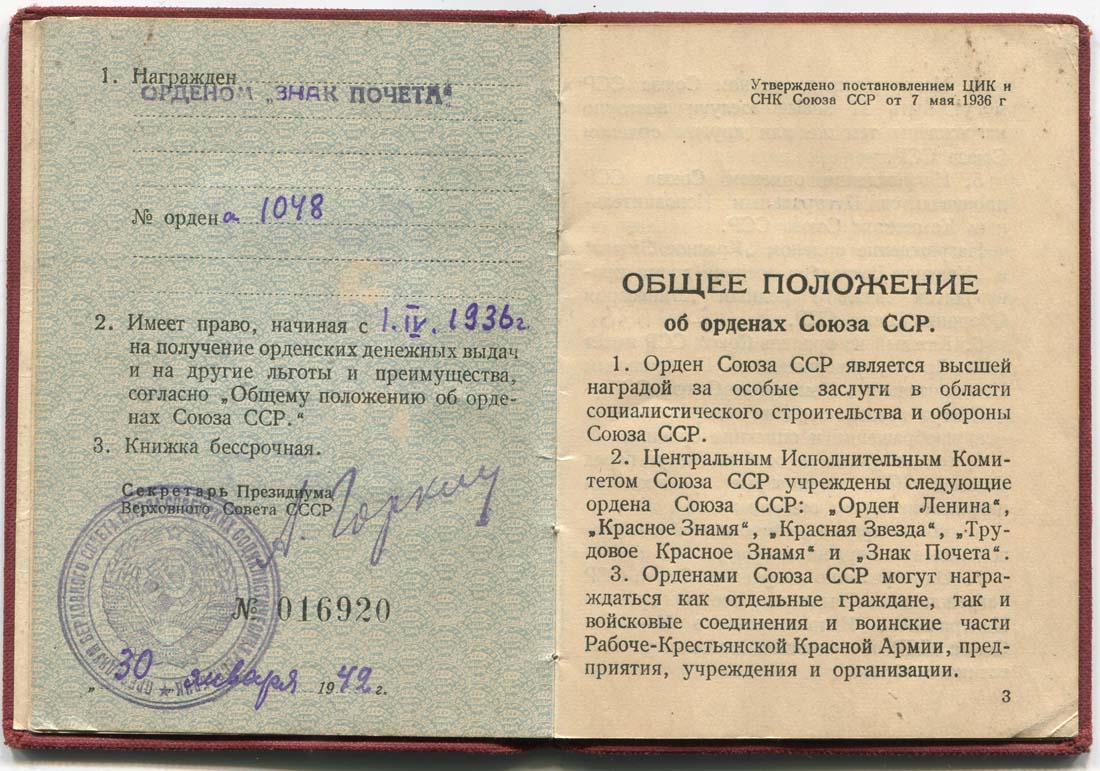 1. Награжден
ОРДЕНОМ „ЗНАК ПОЧЕТА“
№ ордена 1048
2. Имеет право, начиная с 1. IV. 1936 г.
на получение орденских денежных выдач
и на другие льготы и преимущества,
согласно „Общему положению об орде-
нах Союза ССР.“
3. Книжка бессрочная.
Секретарь Президиума
Верховного Совета СССР
А. Горкин
№ 016920
„30 января 1942 г.
Утверждено постановлением ЦИК и
СНК Союза ССР от 7 мая 1936 г
ОБЩЕЕ ПОЛОЖЕНИЕ
об орденах Союза ССР.
1. Орден Союза ССР является высшей
наградой за особые заслуги в области
социалистического строительства и обороны
Союза ССР.
2. Центральным Исполнительным Коми-
тетом Союза ССР учреждены следующие
ордена Союза ССР: „Орден Ленина“,
„Красное Знамя“, „Красная Звезда“, „Тру-
довое Красное Знамя“ и „Знак Почета“.
3. Орденами Союза ССР могут награ-
ждаться как отдельные граждане, так и
войсковые соединения и воинские части
Рабоче-Крестьянской Красной Армии, пред-
приятия, учреждения и организации.
3